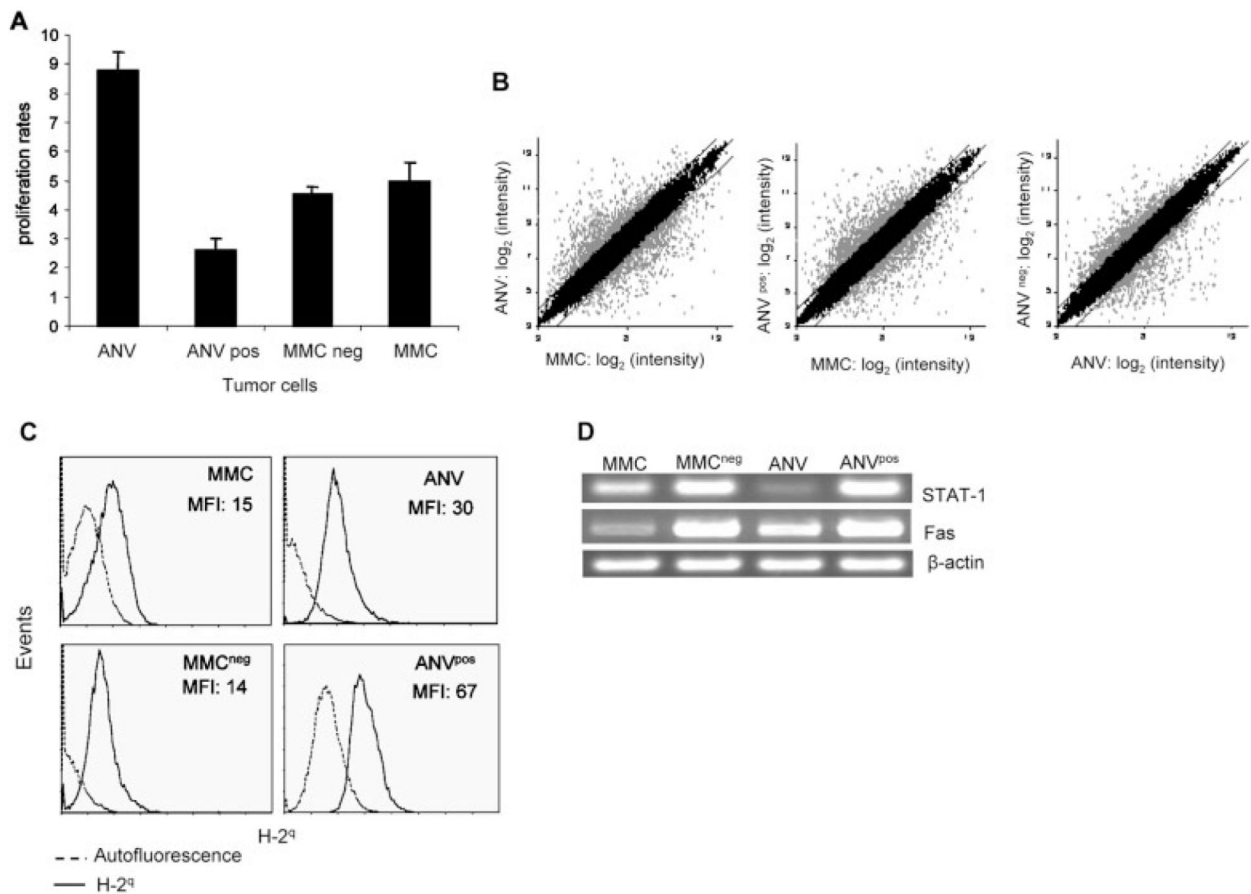 A
10
9
8
7
6
5
4
3
2
1
0
proliferation rates
ANV ANV pos MMC neg MMC
Tumor cells
B
ANV: log₂ (intensity)
MMC: log₂ (intensity)
ANV ᵖᵒˢ: log₂ (intensity)
MMC: log₂ (intensity)
ANV ⁿᵉᵍ: log₂ (intensity)
ANV: log₂ (intensity)
C
MMC
MFI: 15
ANV
MFI: 30
MMCⁿᵉᵍ
MFI: 14
ANVᵖᵒˢ
MFI: 67
Events
H-2q
Autofluorescence
H-2q
D
MMC MMCⁿᵉᵍ ANV ANVᵖᵒˢ
STAT-1
Fas
β-actin